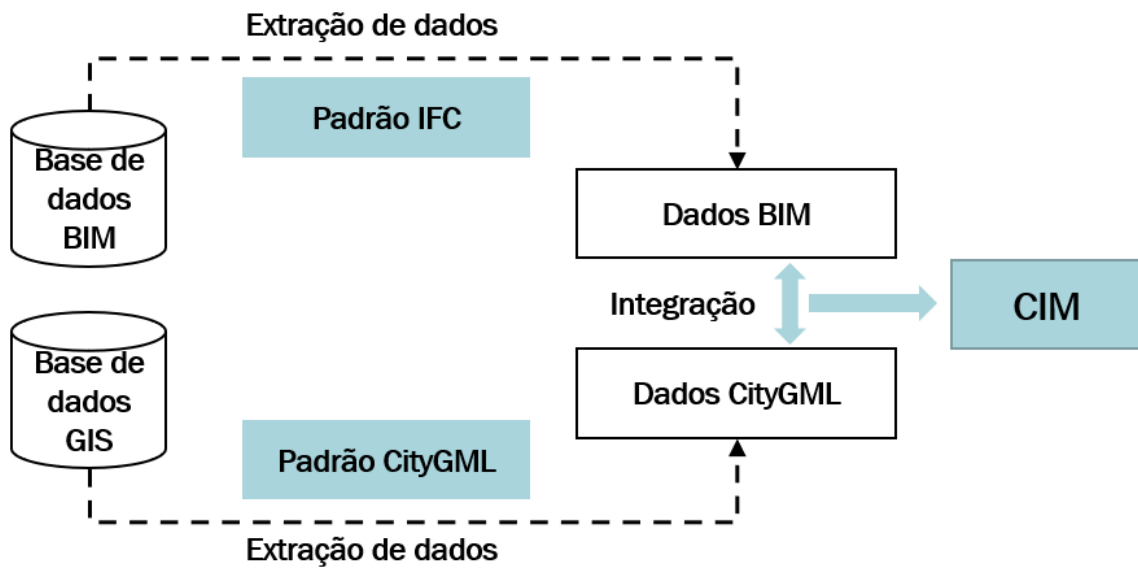 Extração de dados
Padrão IFC
Base de
dados
BIM
Dados BIM
Integração
CIM
Base de
dados
GIS
Dados CityGML
Padrão CityGML
Extração de dados